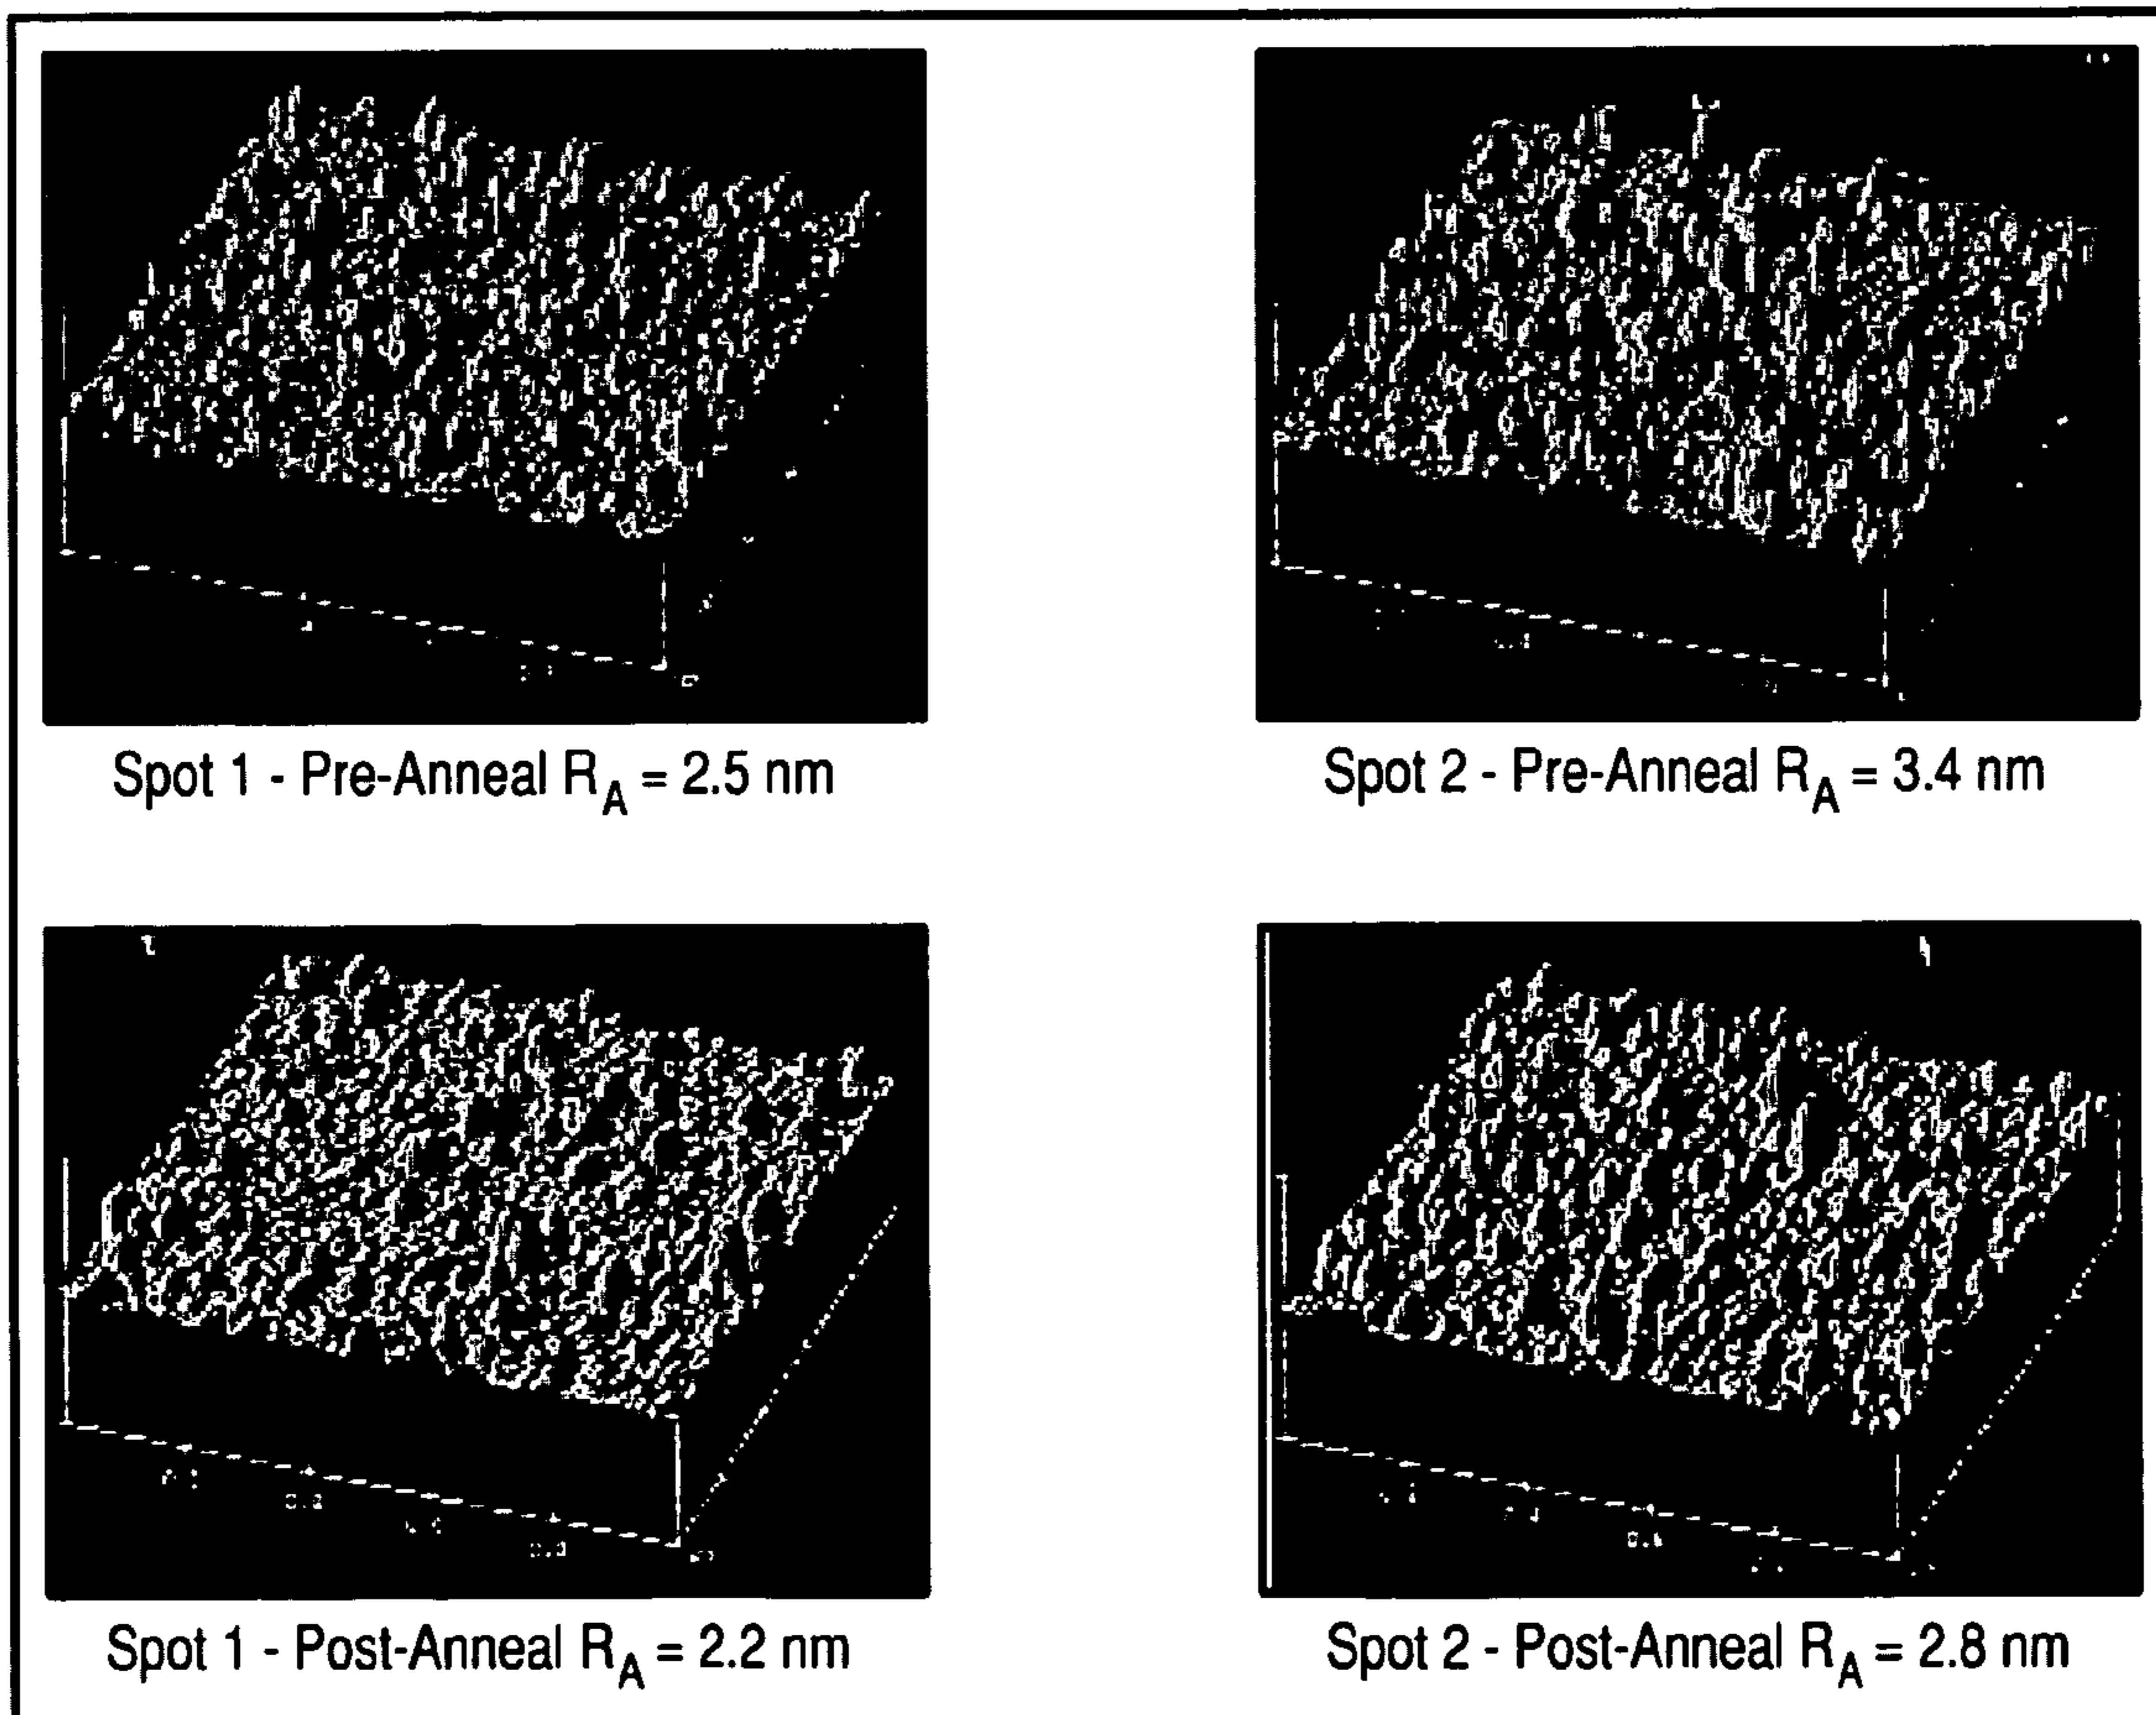 Spot 1 - Pre-Anneal R_A = 2.5 nm
Spot 2 - Pre-Anneal R_A = 3.4 nm
Spot 1 - Post-Anneal R_A = 2.2 nm
Spot 2 - Post-Anneal R_A = 2.8 nm